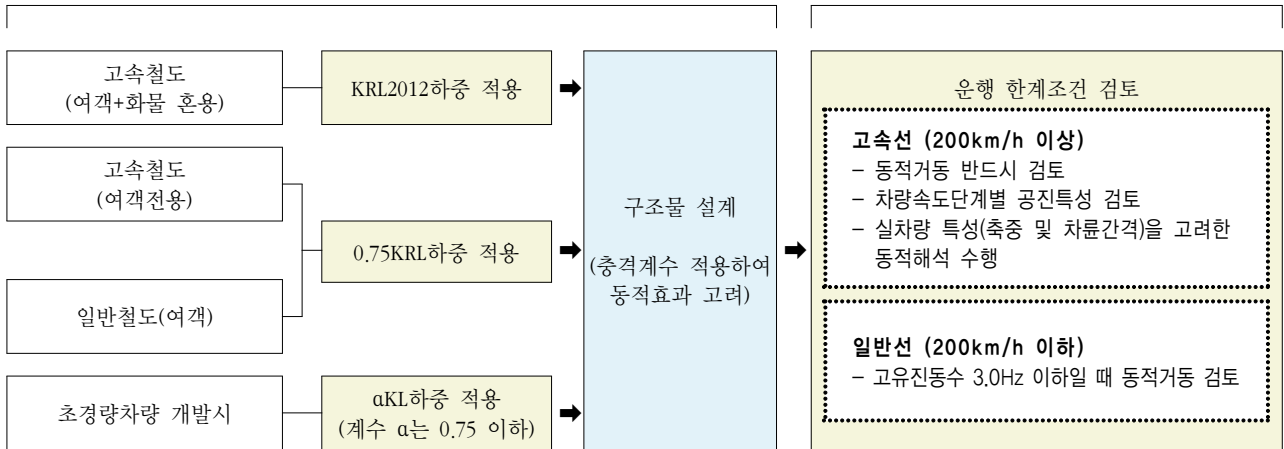 고속철도
(여객+화물 혼용)
KRL2012하중 적용
고속철도
(여객전용)
0.75KRL하중 적용
일반철도(여객)
초경량차량 개발시
αKL하중 적용
(계수 α는 0.75 이하)
구조물 설계
(충격계수 적용하여
동적효과 고려)
운행 한계조건 검토
고속선 (200km/h 이상)
– 동적거동 반드시 검토
– 차량속도단계별 공진특성 검토
– 실차량 특성(축중 및 차륜간격)을 고려한
동적해석 수행
일반선 (200km/h 이하)
– 고유진동수 3.0Hz 이하일 때 동적거동 검토